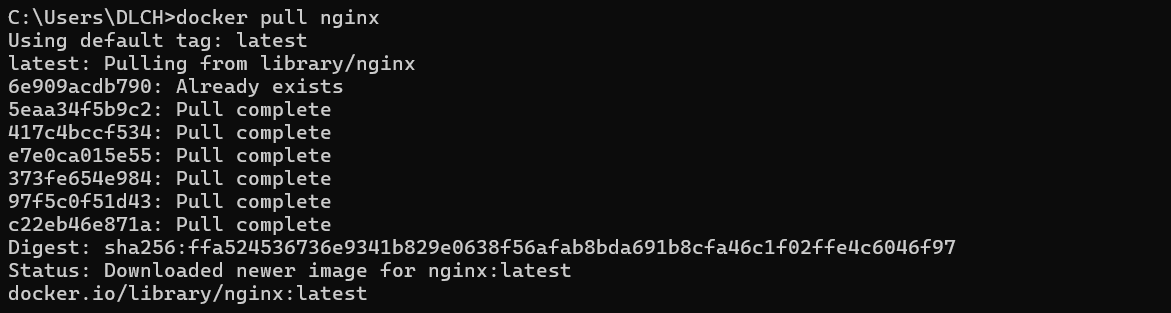 C:\Users\DLCH>docker pull nginx
Using default tag: latest
latest: Pulling from library/nginx
6e909acdb790: Already exists
5eaa34f5b9c2: Pull complete
417c4bccf534: Pull complete
e7e0ca015e55: Pull complete
373fe654e984: Pull complete
97f5c0f51d43: Pull complete
c22eb46e871a: Pull complete
Digest: sha256:ffa524536736e9341b829e0638f56afab8bda691b8cfa46c1f02ffe4c6046f97
Status: Downloaded newer image for nginx:latest
docker.io/library/nginx:latest